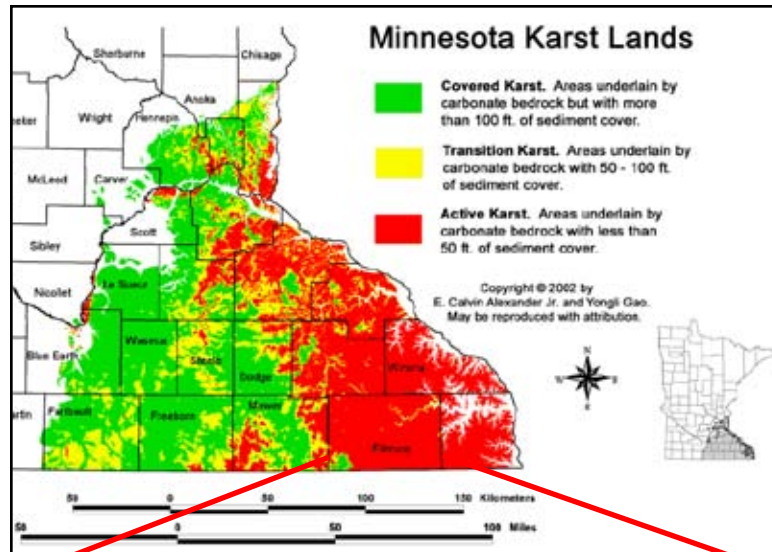 Minnesota Karst Lands
Covered Karst. Areas underlain by
carbonate bedrock but with more
than 100 ft. of sediment cover.
Transition Karst. Areas underlain by
carbonate bedrock with 50 - 100 ft.
of sediment cover.
Active Karst. Areas underlain by
carbonate bedrock with less than
50 ft. of sediment cover.
Copyright © 2002 by
E. Calvin Alexander Jr. and Yongli Gao.
May be reproduced with attribution.
Sherburne
Chisago
Anoka
Wright
Hennepin
McLeod
Carver
Scott
Sibley
Le Sueur
Nicollet
Blue Earth
Waseca
Steele
Dodge
Winona
Faribault
Freeborn
Mower
Fillmore
50 0 50 100 150 Kilometers
50 0 50 100 Miles